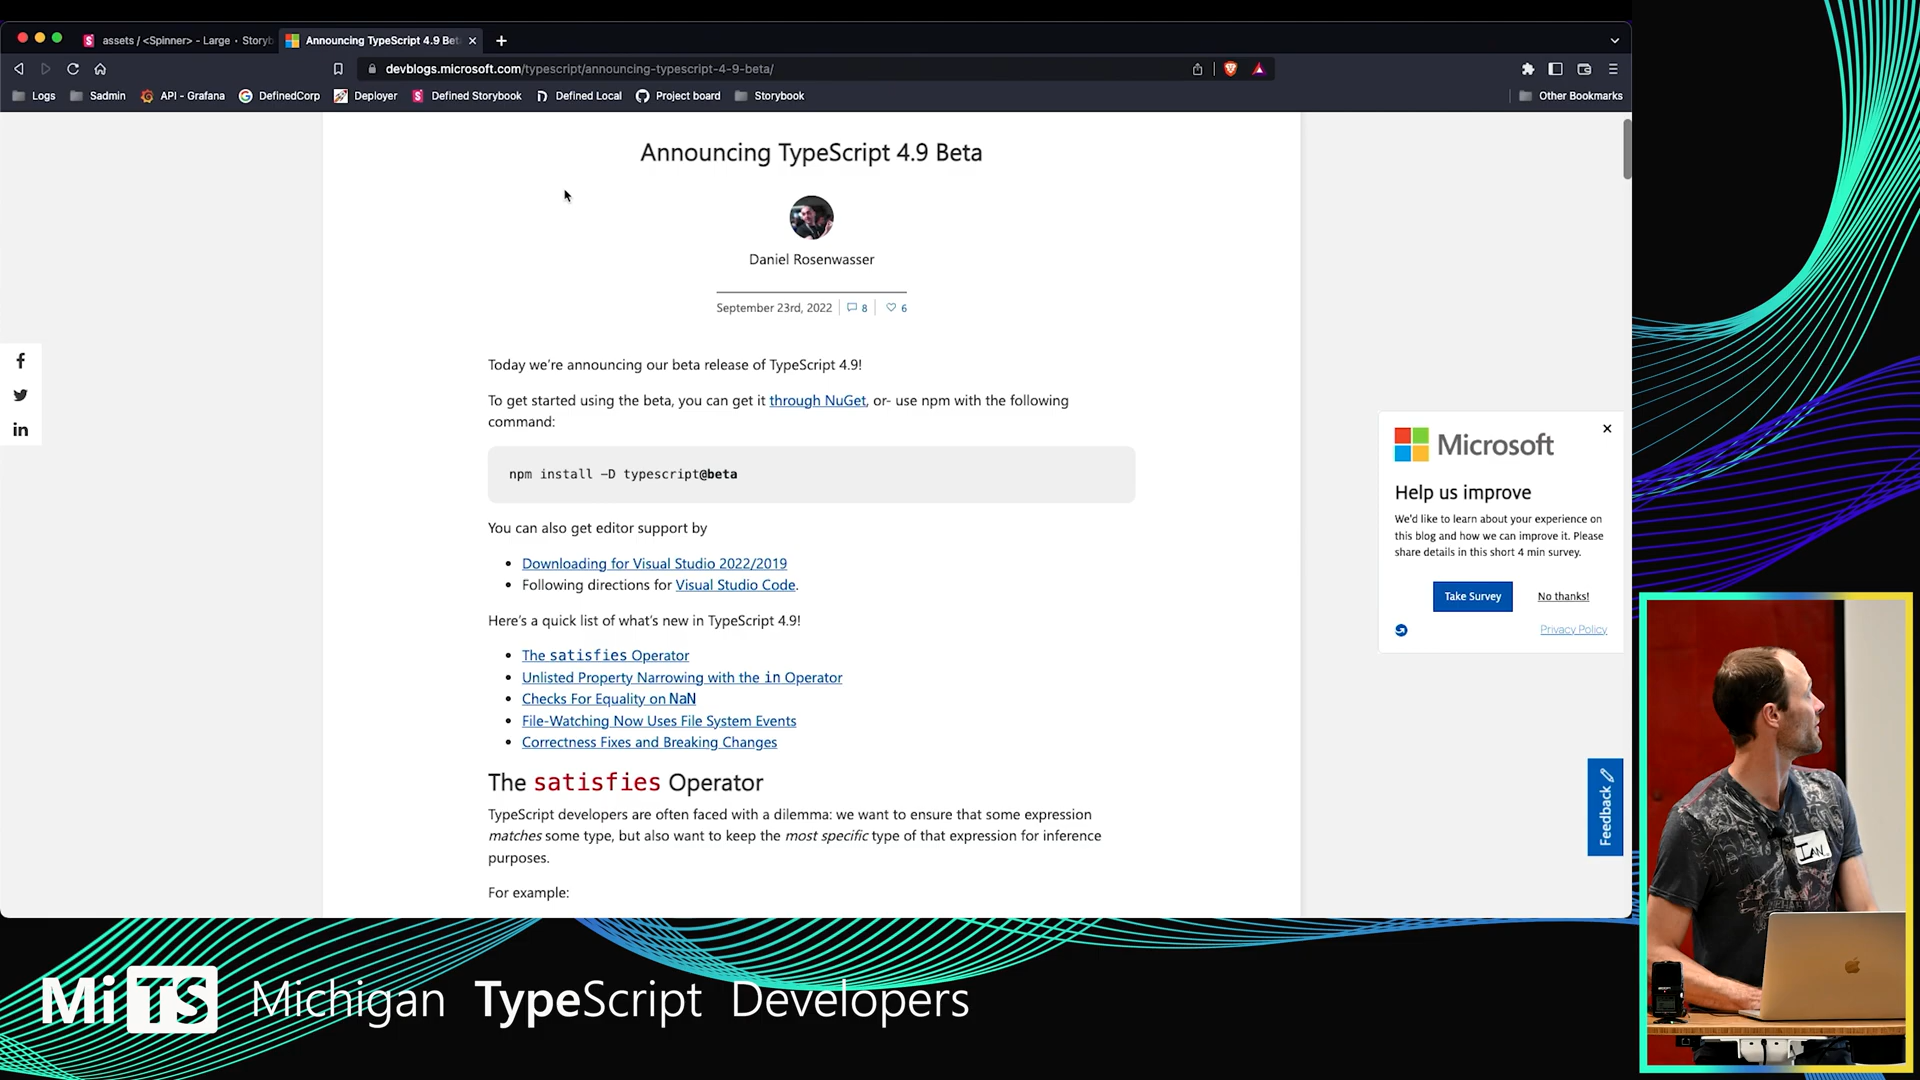 assets / <Spinner> - Large · Storyb
Announcing TypeScript 4.9 Bet
devblogs.microsoft.com/typescript/announcing-typescript-4-9-beta/
Logs
Sadmin
API - Grafana
DefinedCorp
Deployer
Defined Storybook
Defined Local
Project board
Storybook
Other Bookmarks
Announcing TypeScript 4.9 Beta
Daniel Rosenwasser
September 23rd, 2022
8
6
Today we're announcing our beta release of TypeScript 4.9!
To get started using the beta, you can get it through NuGet, or- use npm with the following
command:
npm install -D typescript@beta
You can also get editor support by
Downloading for Visual Studio 2022/2019
Following directions for Visual Studio Code.
Here's a quick list of what's new in TypeScript 4.9!
The satisfies Operator
Unlisted Property Narrowing with the in Operator
Checks For Equality on NaN
File-Watching Now Uses File System Events
Correctness Fixes and Breaking Changes
The satisfies Operator
TypeScript developers are often faced with a dilemma: we want to ensure that some expression
matches some type, but also want to keep the most specific type of that expression for inference
purposes.
For example:
Microsoft
Help us improve
We'd like to learn about your experience on
this blog and how we can improve it. Please
share details in this short 4 min survey.
Take Survey
No thanks!
Privacy Policy
Feedback
IAN
MiTS Michigan TypeScript Developers